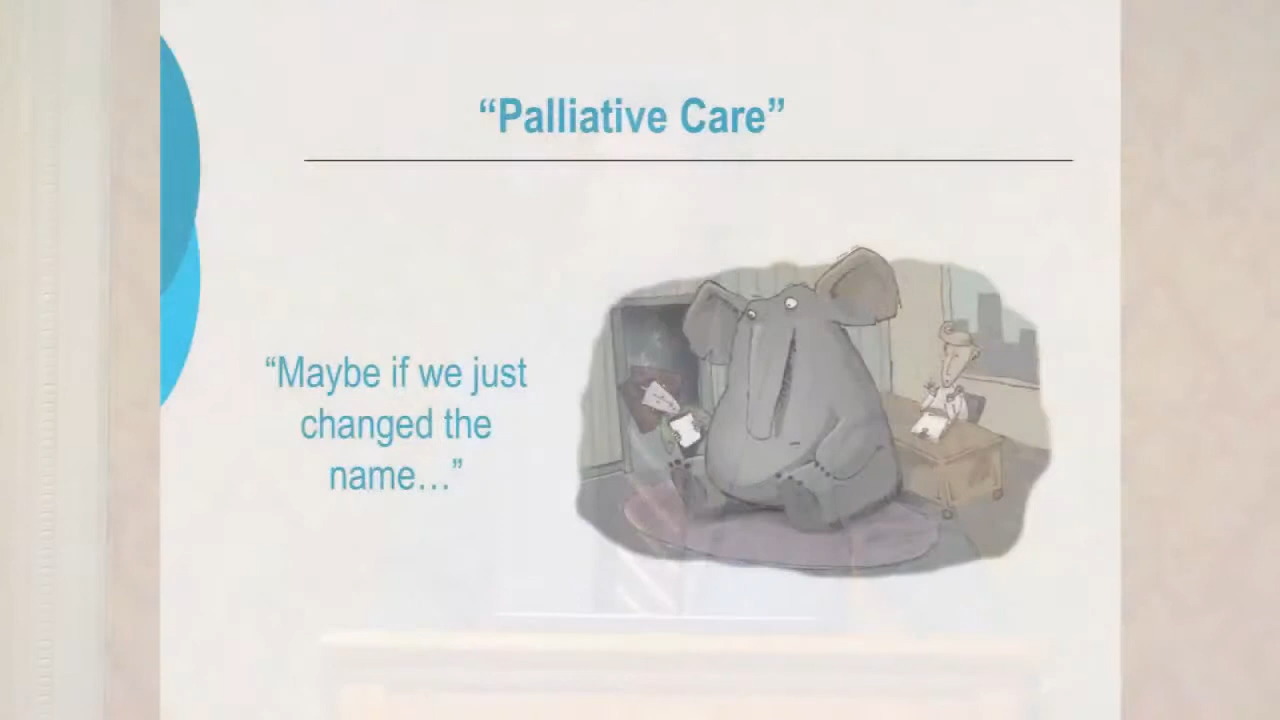 “Palliative Care”
“Maybe if we just
changed the
name…”